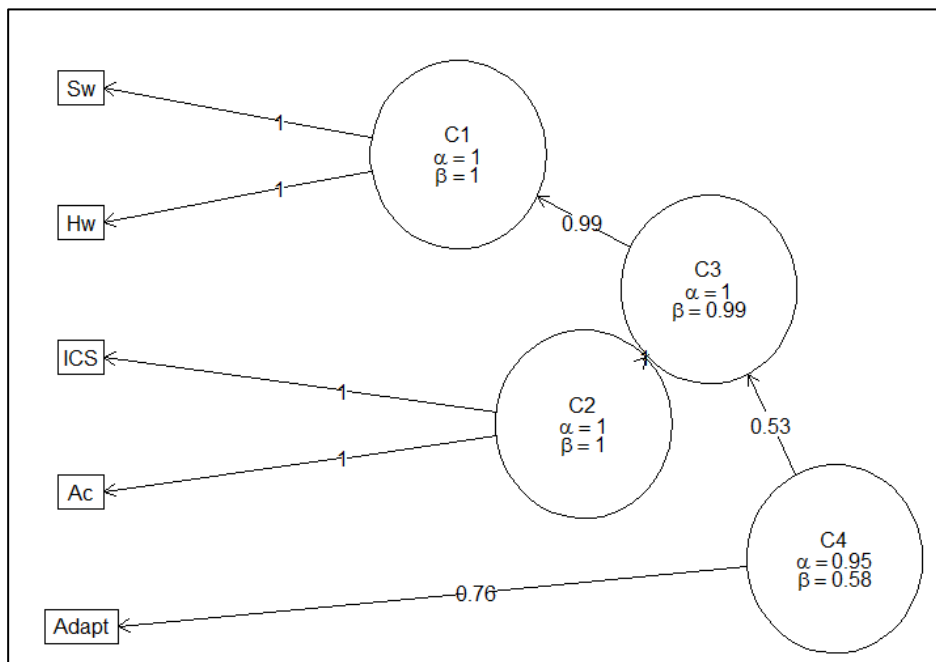 Sw
1
C1
α = 1
β = 1
Hw
1
0.99
C3
α = 1
β = 0.99
ICS
1
C2
α = 1
β = 1
1
0.53
Ac
1
C4
α = 0.95
β = 0.58
0.76
Adapt